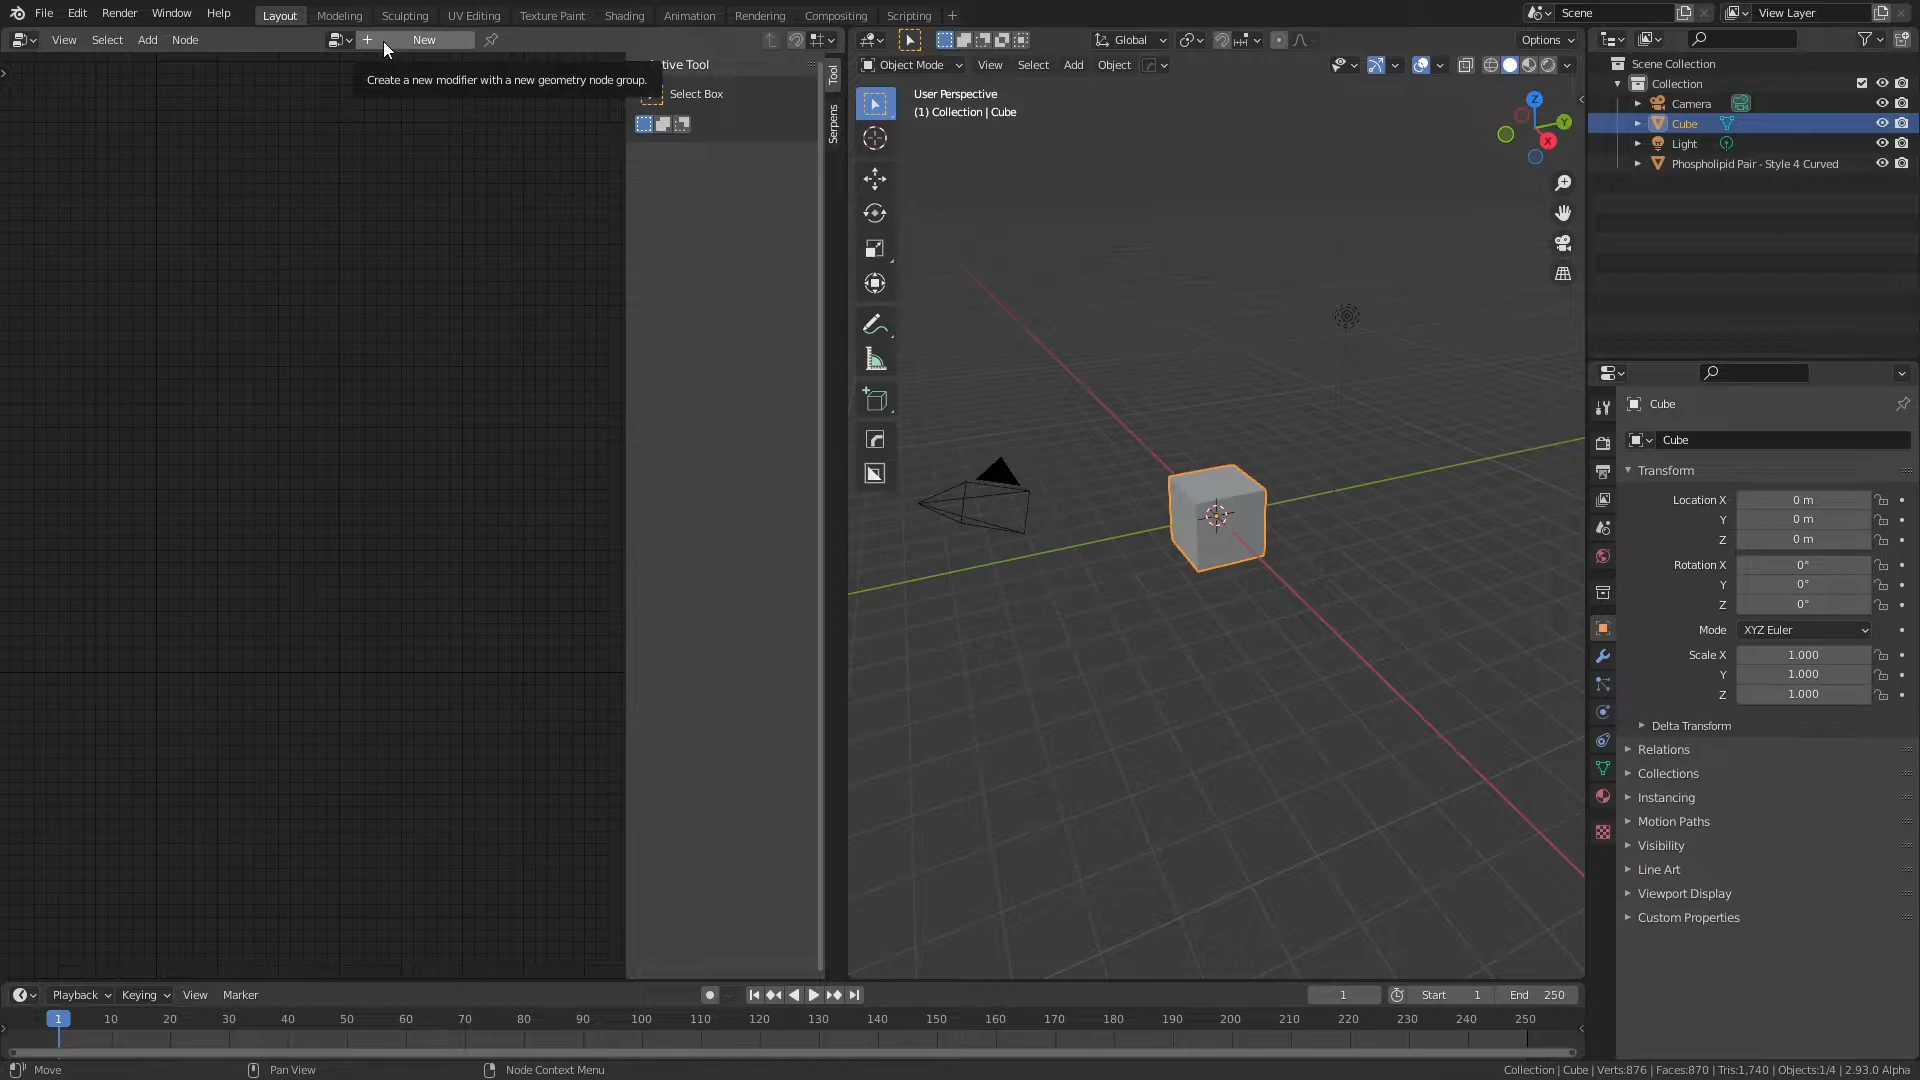 File Edit Render Window Help Layout Modeling Sculpting UV Editing Texture Paint Shading Animation Rendering Compositing Scripting + Scene View Layer
View Select Add Node New Global Options
Create a new modifier with a new geometry node group.
tive Tool
Select Box
Tool
Serpens
Object Mode View Select Add Object
User Perspective
(1) Collection | Cube
Z
Y
X
Scene Collection
Collection
Camera
Cube
Light
Phospholipid Pair - Style 4 Curved
Cube
Cube
Transform
Location X 0 m
Y 0 m
Z 0 m
Rotation X 0°
Y 0°
Z 0°
Mode XYZ Euler
Scale X 1.000
Y 1.000
Z 1.000
Delta Transform
Relations
Collections
Instancing
Motion Paths
Visibility
Line Art
Viewport Display
Custom Properties
Playback Keying View Marker 1 Start 1 End 250
1 10 20 30 40 50 60 70 80 90 100 110 120 130 140 150 160 170 180 190 200 210 220 230 240 250
Move Pan View Node Context Menu Collection | Cube | Verts:876 | Faces:870 | Tris:1,740 | Objects:1/4 | 2.93.0 Alpha